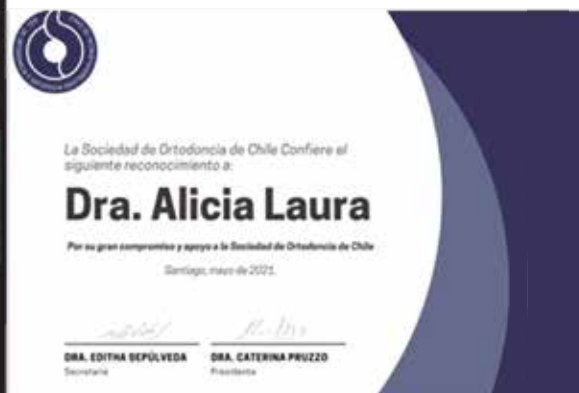 La Sociedad de Ortodoncia de Chile Confiere el
siguiente reconocimiento a:
Dra. Alicia Laura
Por su gran compromiso y apoyo a la Sociedad de Ortodoncia de Chile
Santiago, mayo de 2021.
DRA. EDITHA SEPÚLVEDA DRA. CATERINA PRUZZO
Secretaria Presidenta